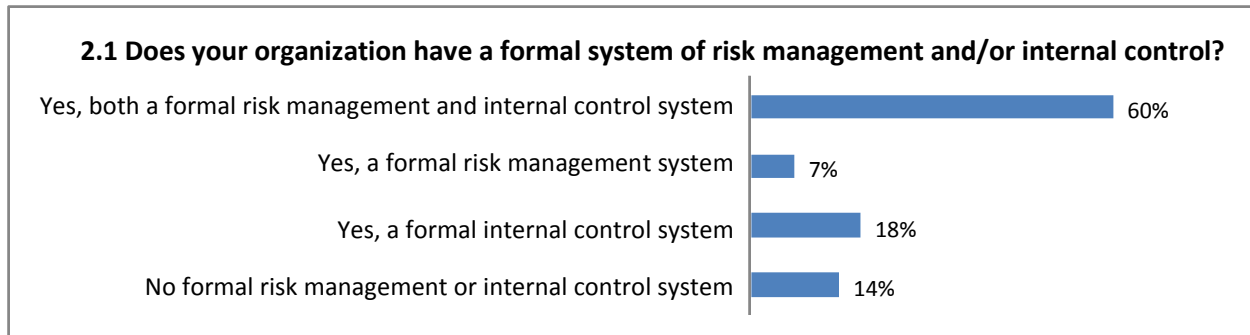 2.1 Does your organization have a formal system of risk management and/or internal control?
Yes, both a formal risk management and internal control system 60%
Yes, a formal risk management system 7%
Yes, a formal internal control system 18%
No formal risk management or internal control system 14%